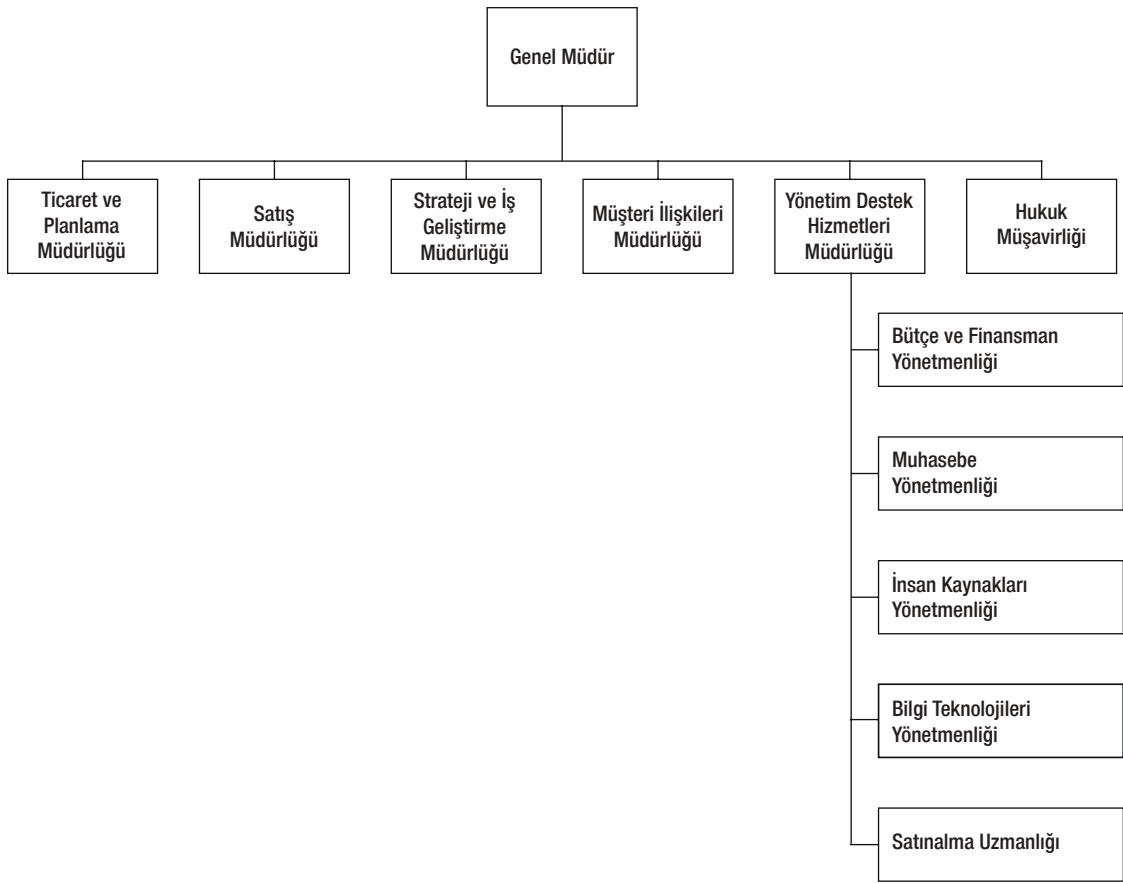 Genel Müdür
Ticaret ve
Planlama
Müdürlüğü
Satış
Müdürlüğü
Strateji ve İş
Geliştirme
Müdürlüğü
Müşteri İlişkileri
Müdürlüğü
Yönetim Destek
Hizmetleri
Müdürlüğü
Hukuk
Müşavirliği
Bütçe ve Finansman
Yönetmenliği
Muhasebe
Yönetmenliği
İnsan Kaynakları
Yönetmenliği
Bilgi Teknolojileri
Yönetmenliği
Satınalma Uzmanlığı